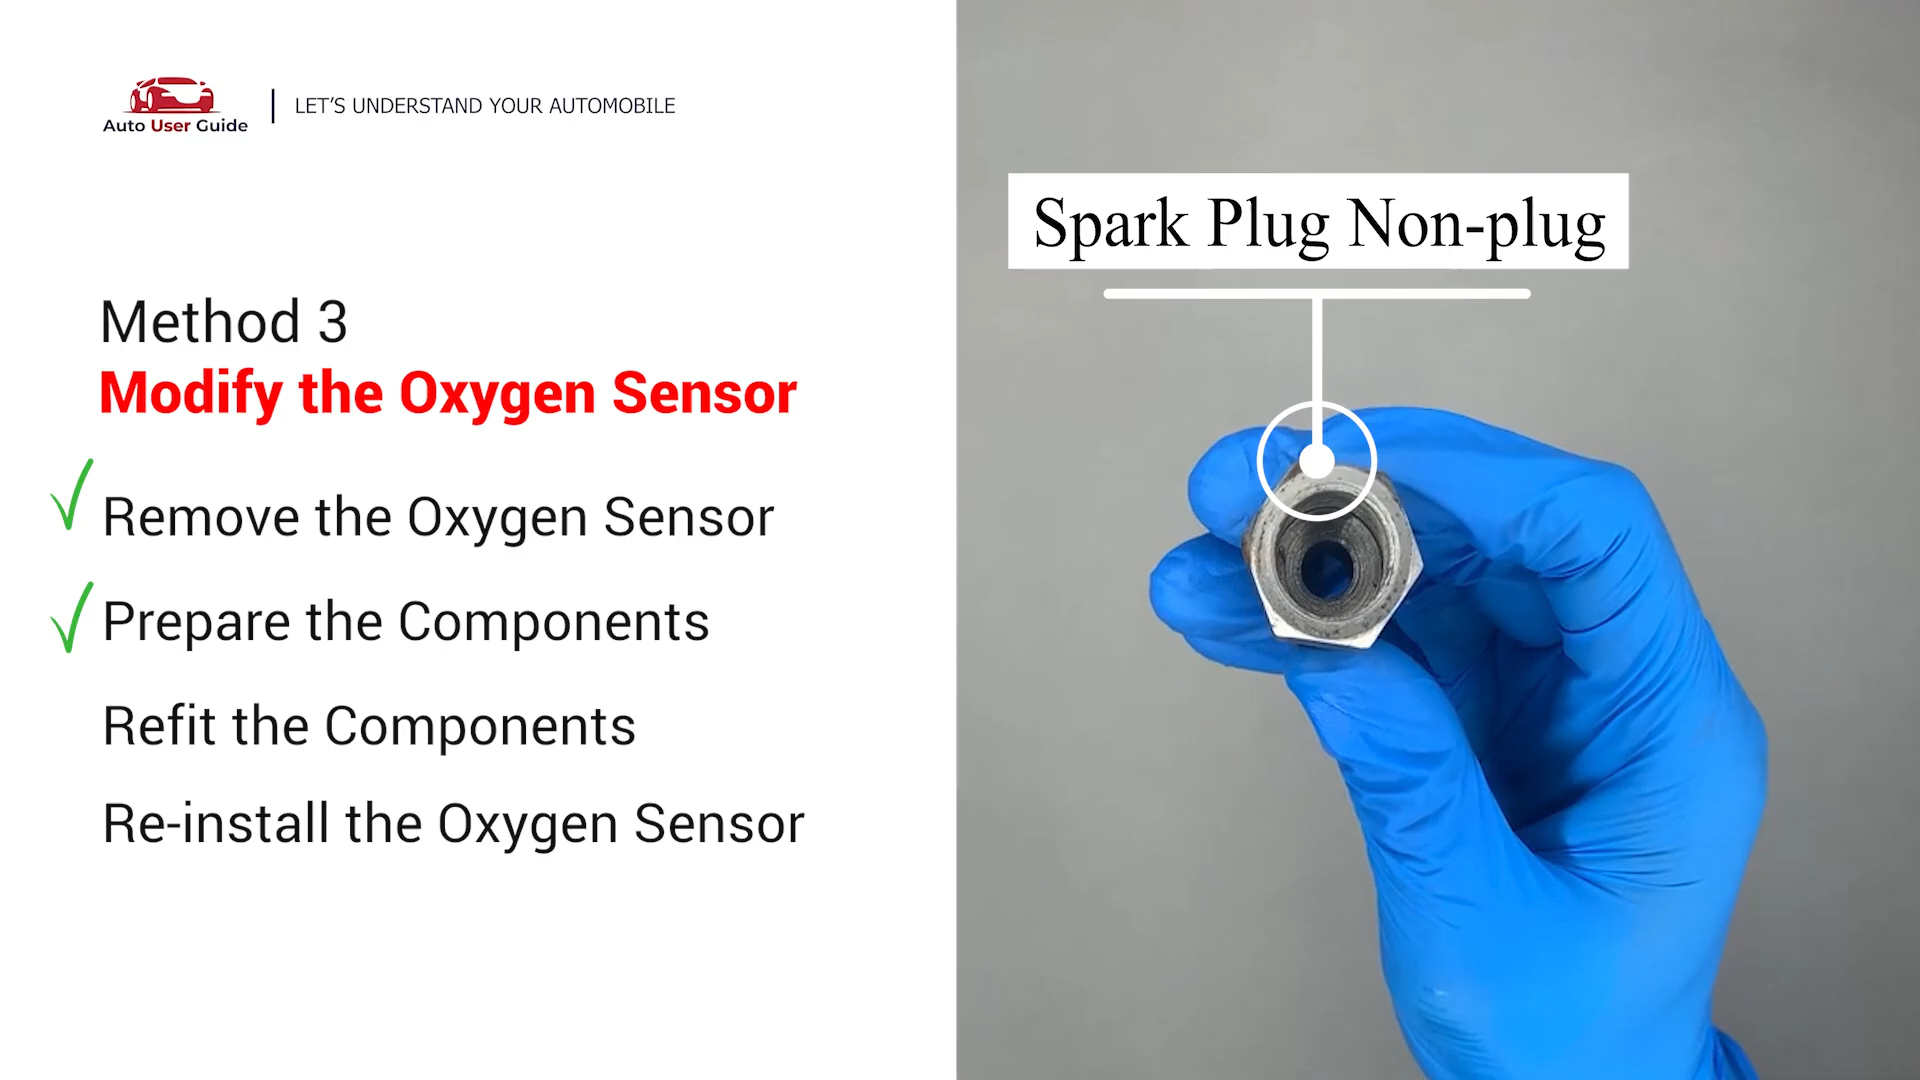 Auto User Guide
LET'S UNDERSTAND YOUR AUTOMOBILE
Method 3
Modify the Oxygen Sensor
Remove the Oxygen Sensor
Prepare the Components
Refit the Components
Re-install the Oxygen Sensor
Spark Plug Non-plug